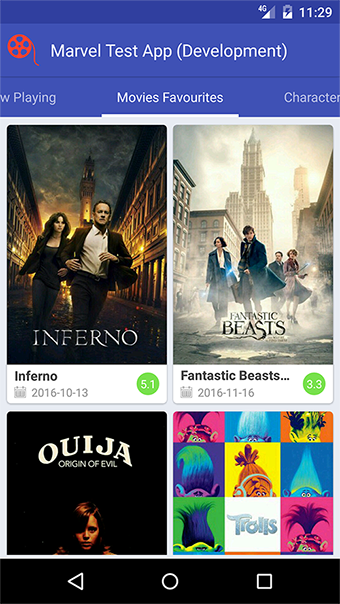 4G 11:29
Marvel Test App (Development)
w Playing Movies Favourites Character
INFERNO
FANTASTIC
BEASTS
Inferno
2016-10-13
5.1
Fantastic Beasts...
2016-11-16
3.3
OUIJA
ORIGIN OF EVIL
Trolls